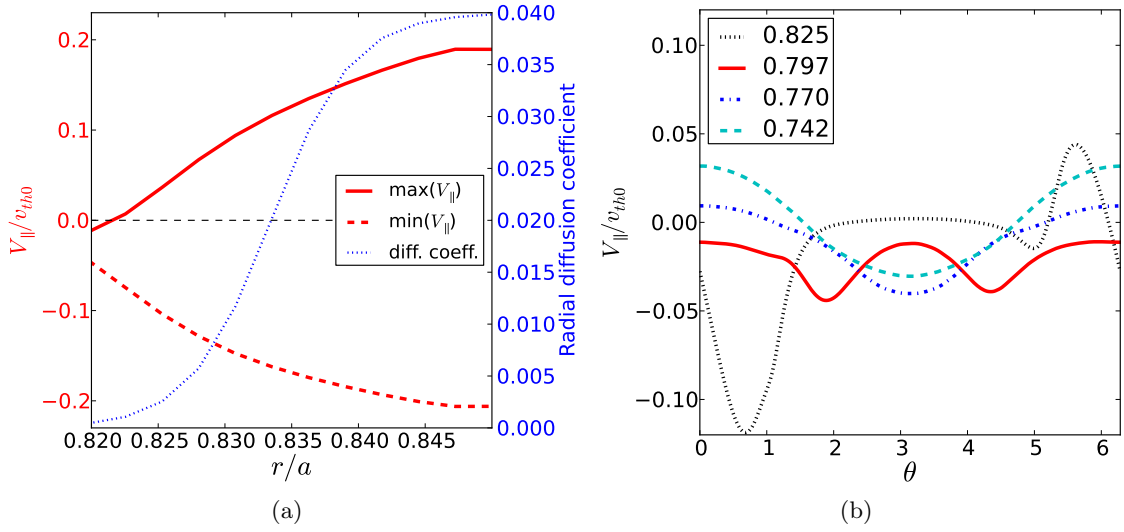 0.2
0.1
0.0
−0.1
−0.2
V∥/v_th0
0.040
0.035
0.030
0.025
0.020
0.015
0.010
0.005
0.000
Radial diffusion coefficient
max(V∥)
min(V∥)
diff. coeff.
0.820 0.825 0.830 0.835 0.840 0.845
r/a
(a)
0.10
0.05
0.00
−0.05
−0.10
V∥/v_th0
0.825
0.797
0.770
0.742
0 1 2 3 4 5 6
θ
(b)